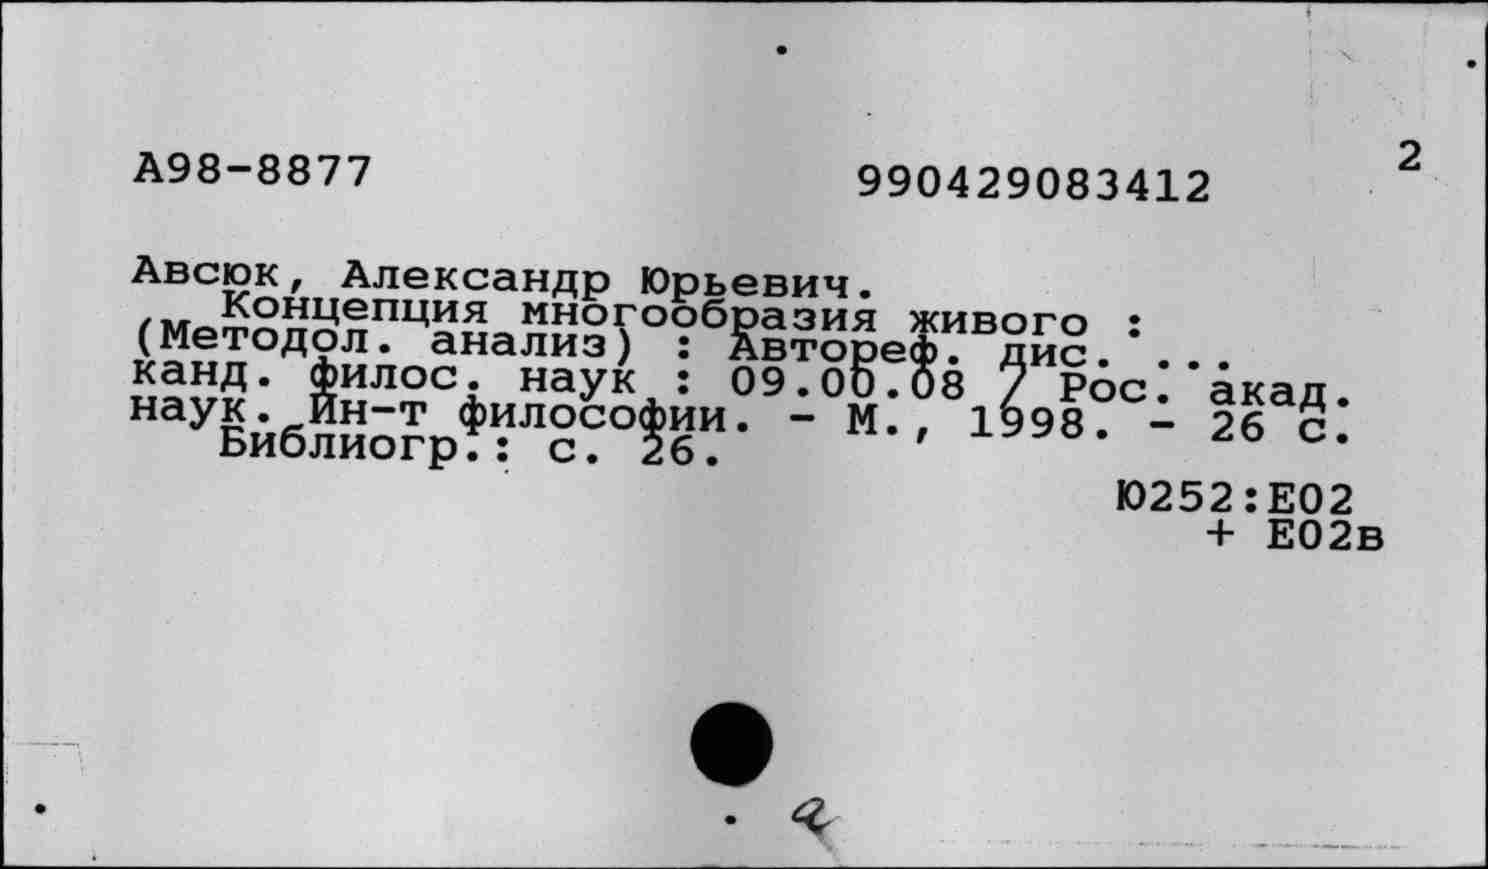 2
А98-8877
990429083412
Авсюк, Александр Юрьевич.
Концепция многообразия живого :
(Методол. анализ) : Автореф. дис. ...
канд. филос. наук : 09.00.08 / Рос. акад.
наук. Ин-т философии. - М., 1998. - 26 с.
Библиогр.: с. 26.
Ю252:Е02
+ Е02в